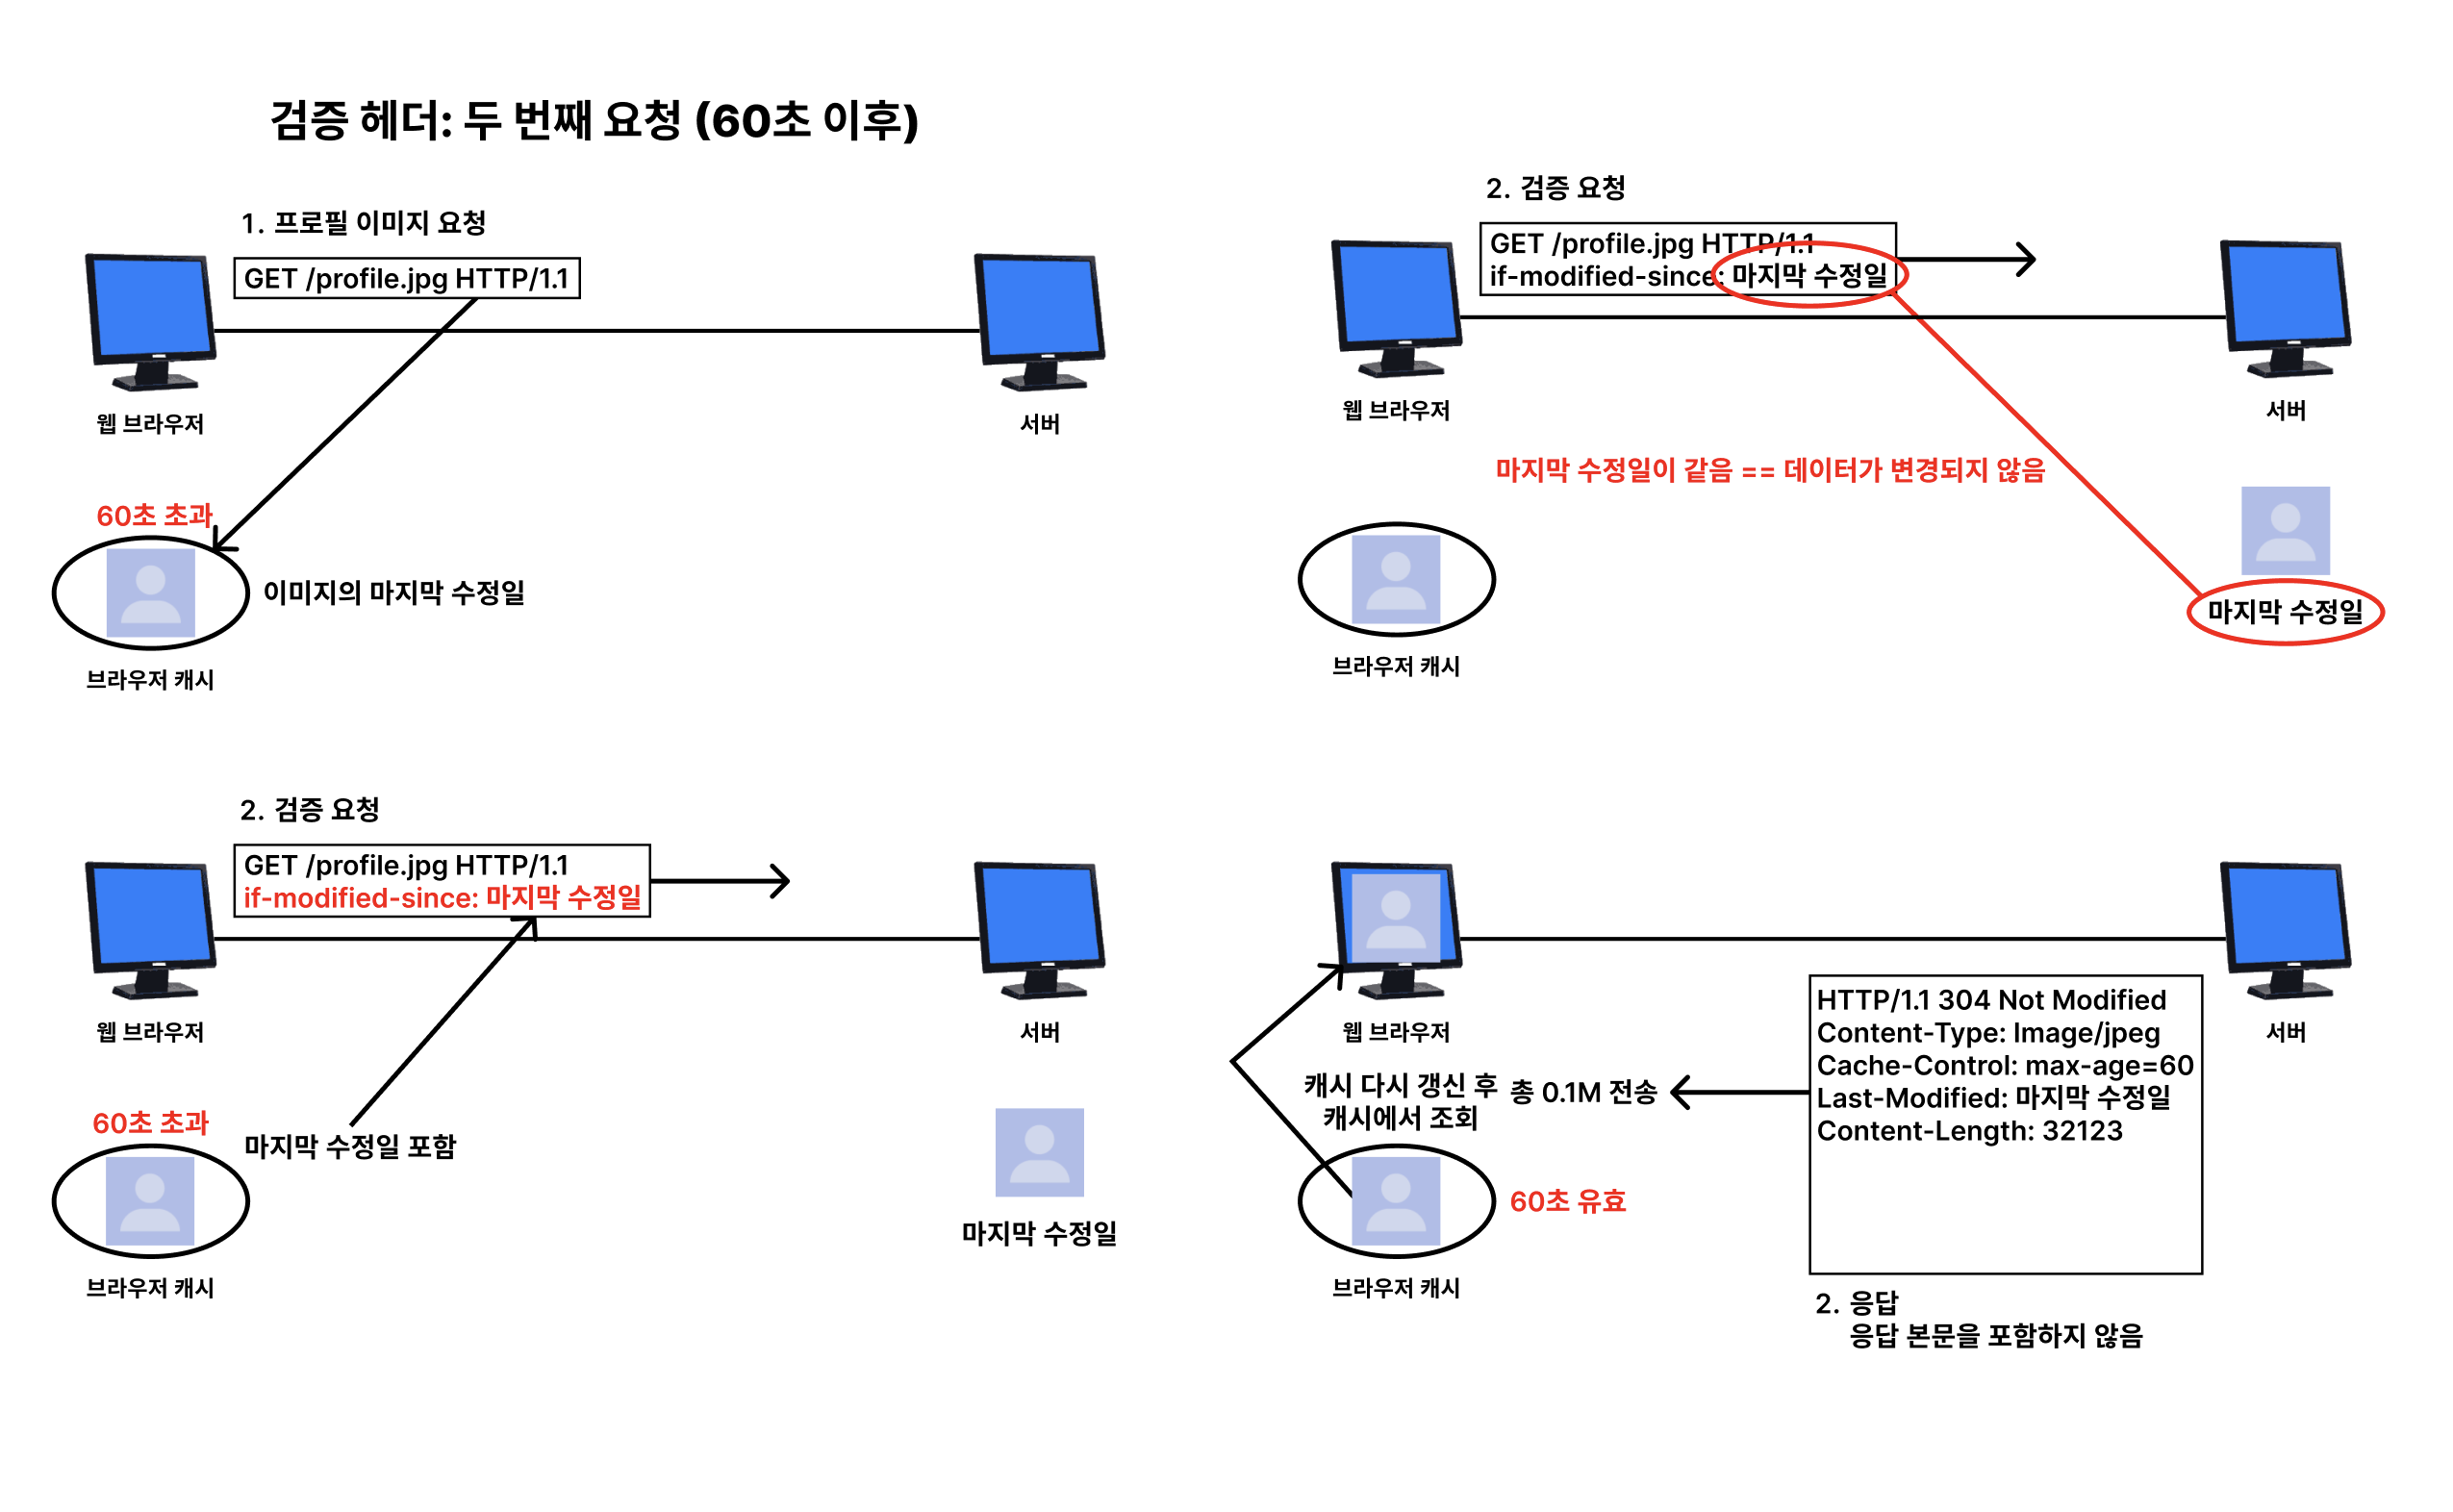 검증 헤더: 두 번째 요청 (60초 이후)
1. 프로필 이미지 요청
GET /profile.jpg HTTP/1.1
웹 브라우저
서버
60초 초과
이미지의 마지막 수정일
브라우저 캐시
2. 검증 요청
GET /profile.jpg HTTP/1.1
if-modified-since: 마지막 수정일
웹 브라우저
서버
60초 초과
마지막 수정일 포함
마지막 수정일
브라우저 캐시
2. 검증 요청
GET /profile.jpg HTTP/1.1
if-modified-since: 마지막 수정일
웹 브라우저
서버
마지막 수정일이 같음 == 데이터가 변경되지 않음
마지막 수정일
브라우저 캐시
웹 브라우저
서버
HTTP/1.1 304 Not Modified
Content-Type: Image/jpeg
Cache-Control: max-age=60
Last-Modified: 마지막 수정일
Content-Length: 32123
캐시 다시 갱신 후
캐시에서 조회
총 0.1M 전송
60초 유효
브라우저 캐시
2. 응답
응답 본문을 포함하지 않음